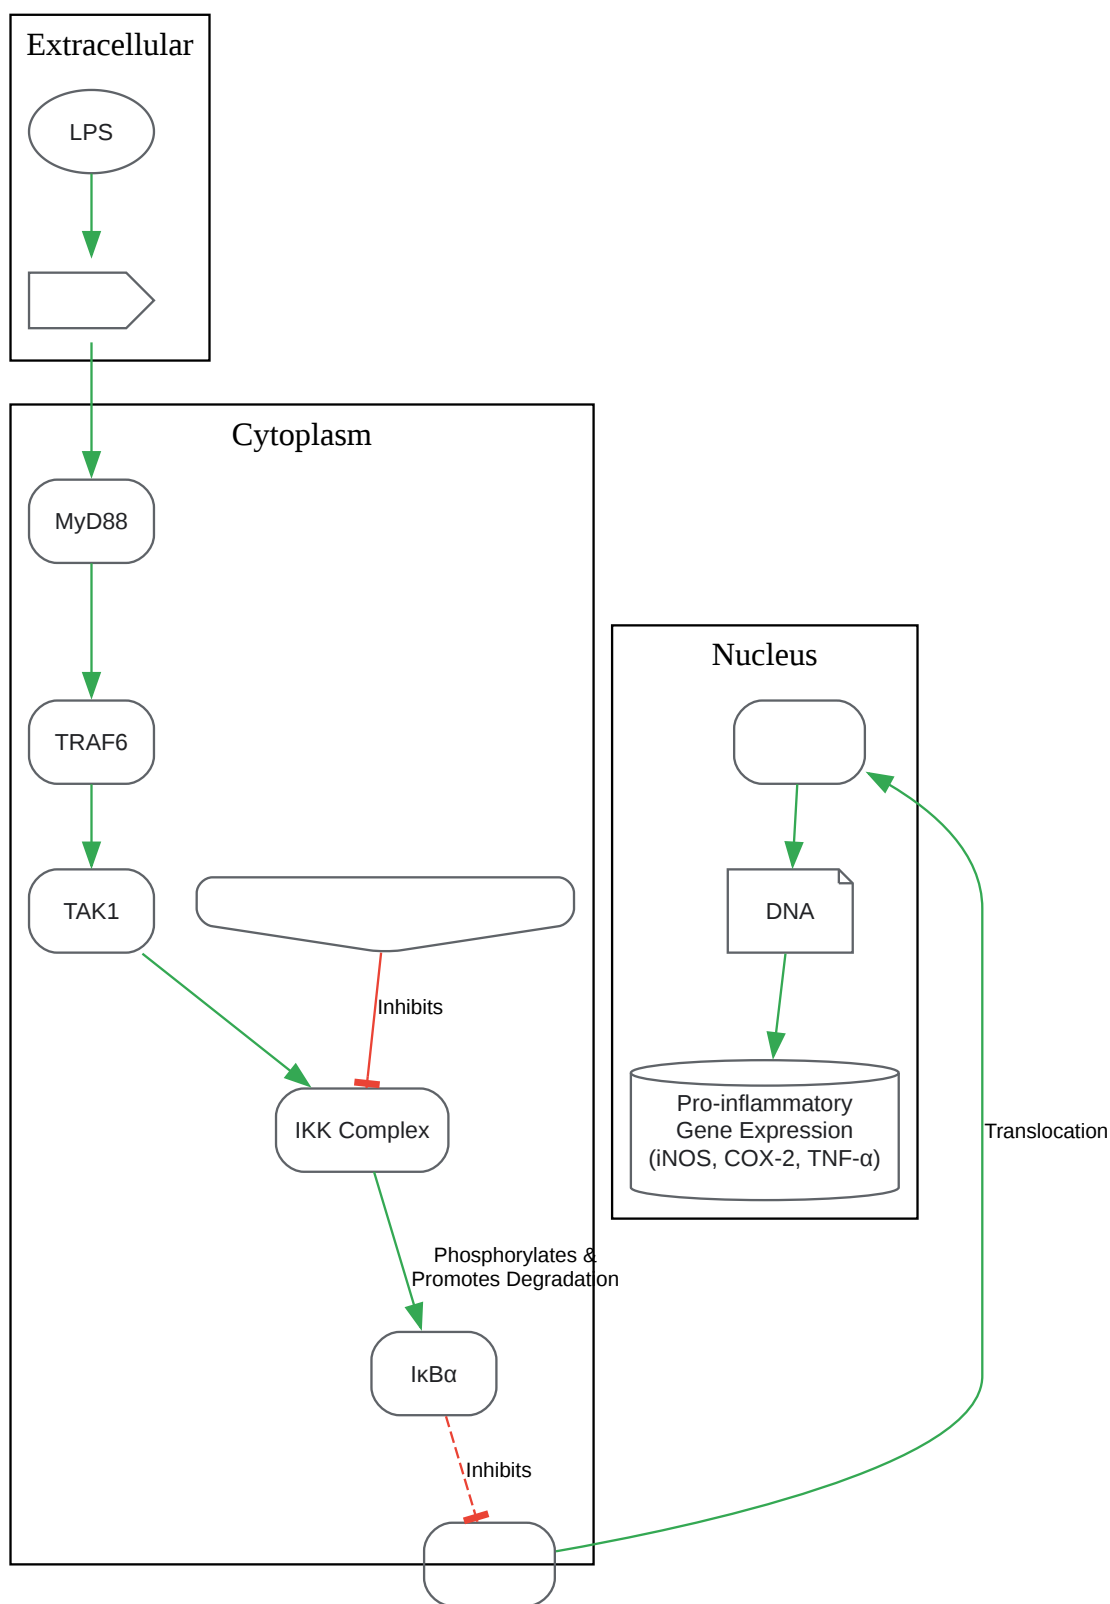 Extracellular
LPS
Cytoplasm
MyD88
TRAF6
TAK1
Inhibits
IKK Complex
Phosphorylates &
Promotes Degradation
IκBα
Inhibits
Nucleus
DNA
Pro-inflammatory
Gene Expression
(iNOS, COX-2, TNF-α)
Translocation